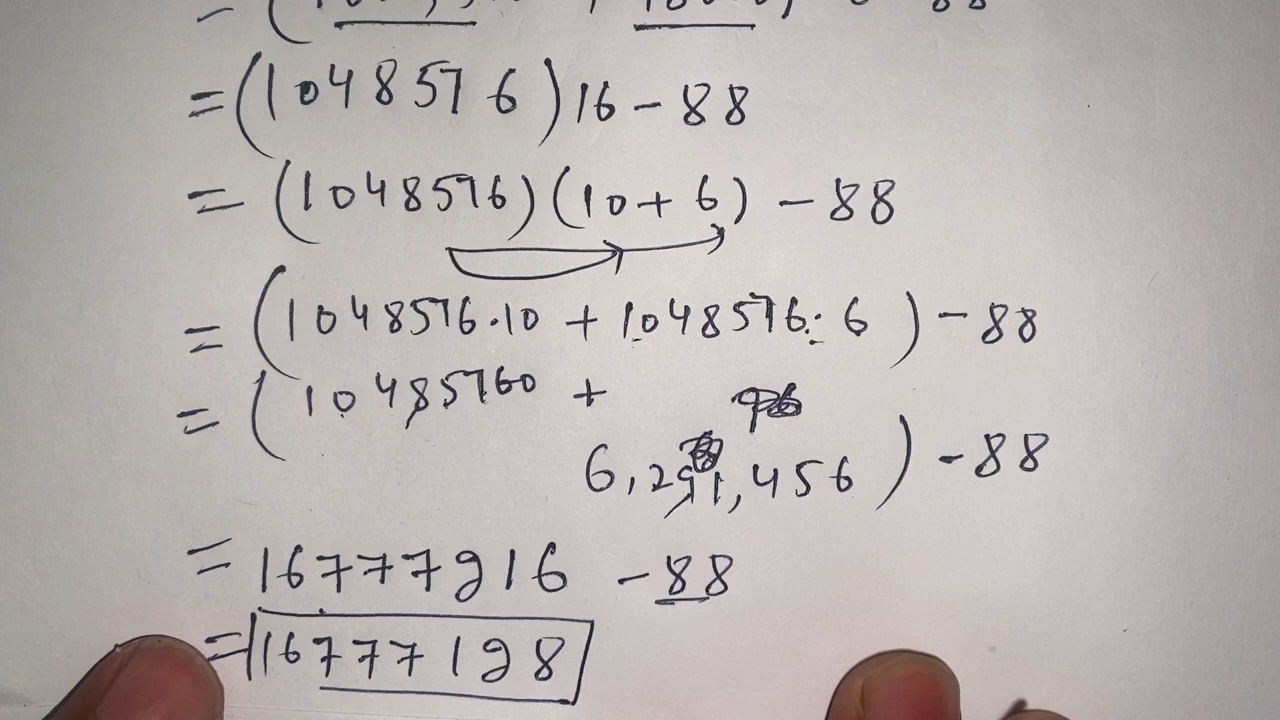 = (1048576)16 - 88
= (1048576)(10 + 6) - 88
= (1048576·10 + 1048576·6) - 88
= (10485760 +
6,291,456) - 88
= 16777216 - 88
= 16777128